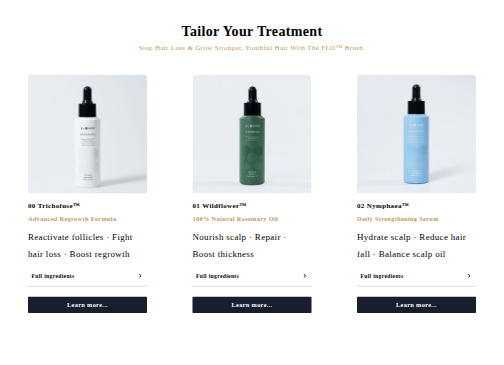 Tailor Your Treatment
Stop Hair Loss & Grow Stronger, Youthful Hair With The FLO™ Brush.
00 Trichofuse™
Advanced Regrowth Formula
Reactivate follicles · Fight
hair loss · Boost regrowth
Full ingredients
Learn more...
01 Wildflower™
100% Natural Rosemary Oil
Nourish scalp · Repair ·
Boost thickness
Full ingredients
Learn more...
02 Nymphaea™
Daily Strengthening Serum
Hydrate scalp · Reduce hair
fall · Balance scalp oil
Full ingredients
Learn more...